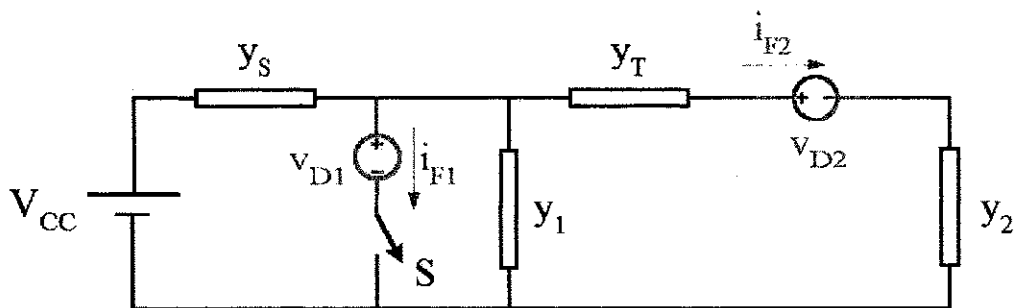 y_S
y_T
i_F2
v_D1
i_F1
v_D2
V_CC
y_1
y_2
S
+
-
+
-